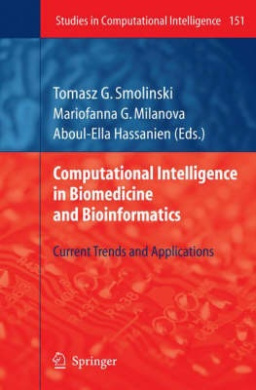 Studies in Computational Intelligence 151
Tomasz G. Smolinski
Mariofanna G. Milanova
Aboul-Ella Hassanien (Eds.)
Computational Intelligence
in Biomedicine
and Bioinformatics
Current Trends and Applications
Springer